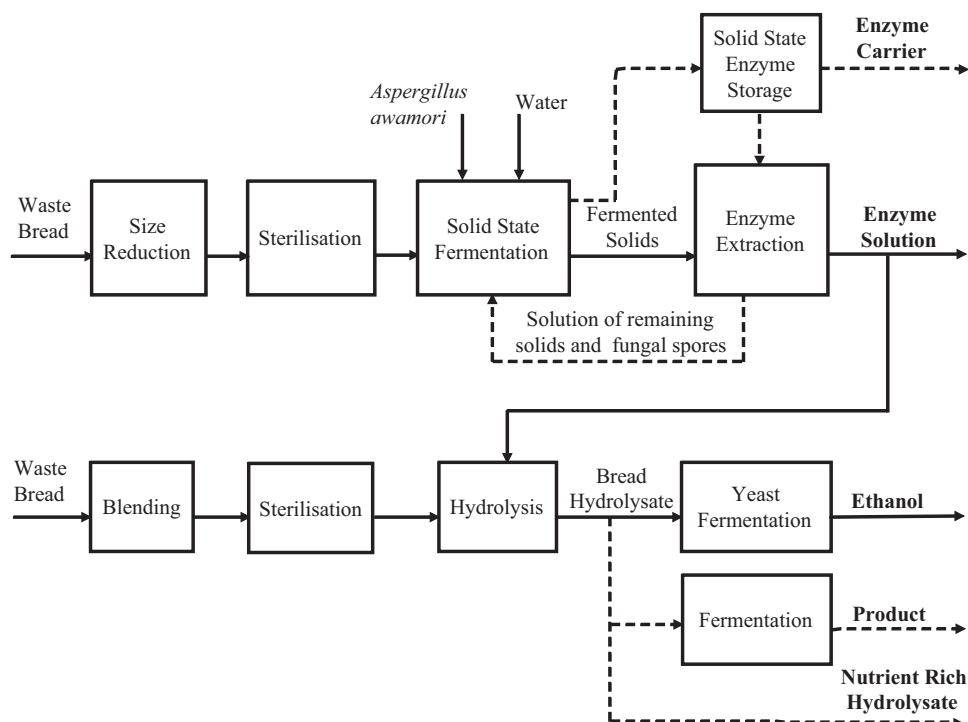 Enzyme
Carrier
Solid State
Enzyme
Storage
Aspergillus
awamori
Water
Waste
Bread
Size
Reduction
Sterilisation
Solid State
Fermentation
Fermented
Solids
Enzyme
Extraction
Enzyme
Solution
Solution of remaining
solids and fungal spores
Waste
Bread
Blending
Sterilisation
Hydrolysis
Bread
Hydrolysate
Yeast
Fermentation
Ethanol
Fermentation
Product
Nutrient Rich
Hydrolysate